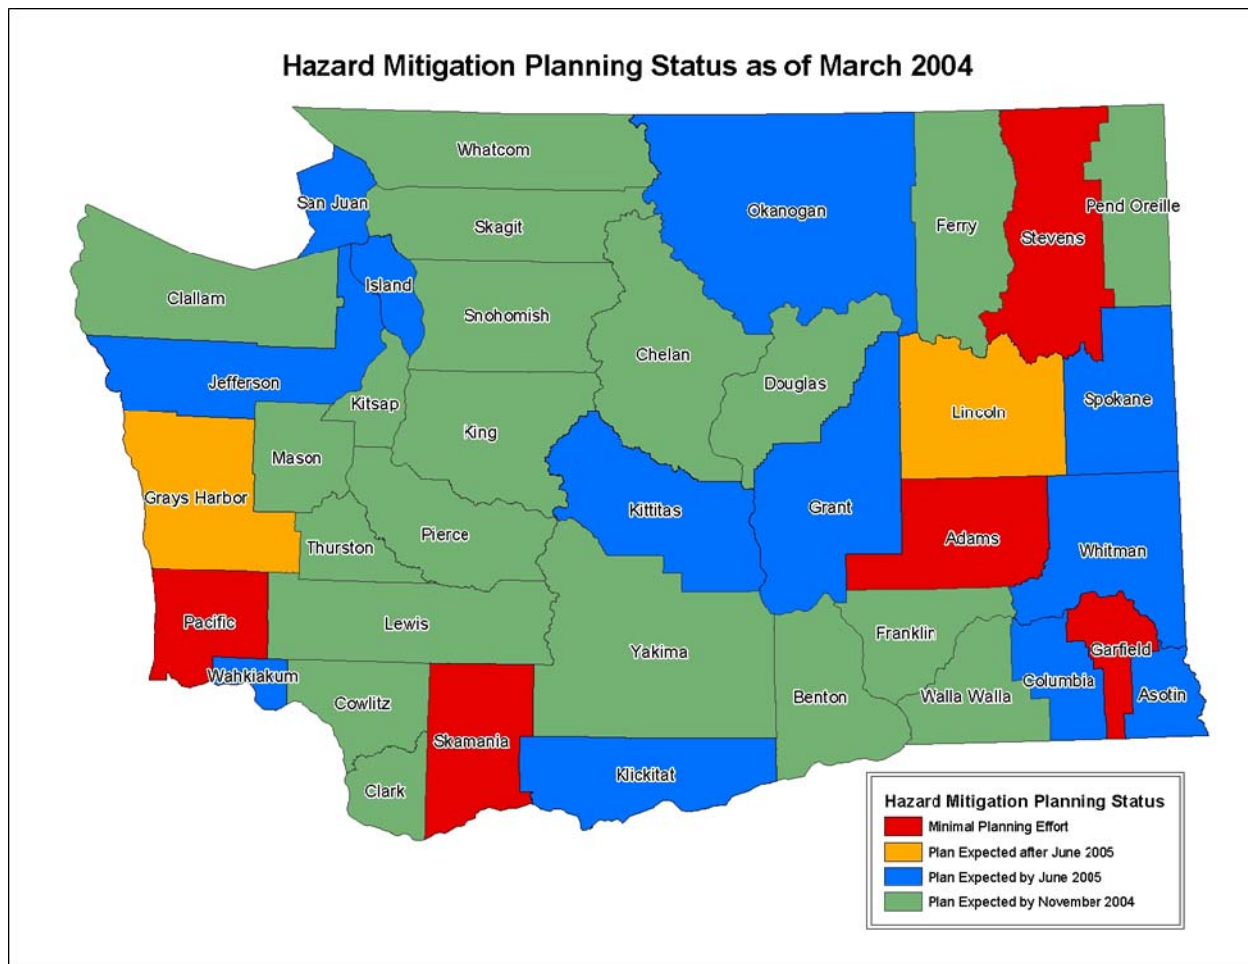 Hazard Mitigation Planning Status as of March 2004
Whatcom
San Juan
Okanogan
Pend Oreille
Skagit
Ferry
Stevens
Island
Clallam
Snohomish
Chelan
Jefferson
Douglas
Kitsap
Spokane
Lincoln
King
Mason
Grays Harbor
Kittitas
Grant
Pierce
Adams
Thurston
Whitman
Pacific
Lewis
Franklin
Yakima
Garfield
Wahkiakum
Columbia
Asotin
Benton
Walla Walla
Cowlitz
Skamania
Klickitat
Clark
Hazard Mitigation Planning Status
Minimal Planning Effort
Plan Expected after June 2005
Plan Expected by June 2005
Plan Expected by November 2004